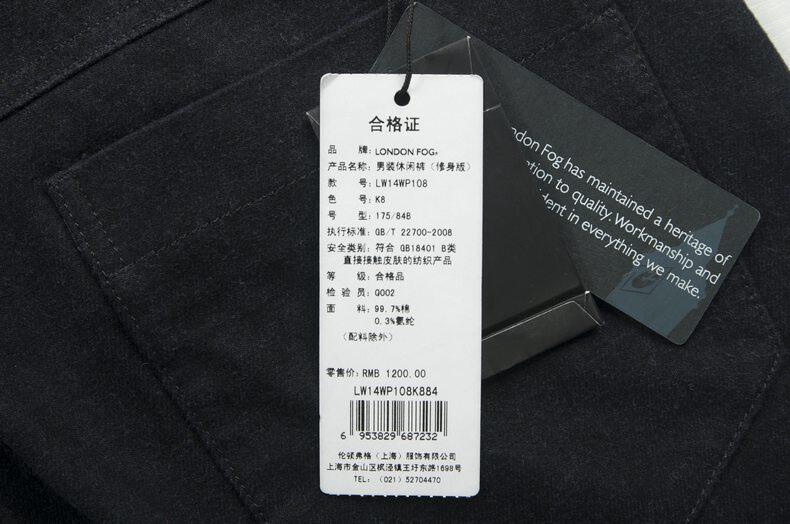 合格证
品 牌: LONDON FOG®
产品名称: 男装休闲裤（修身版）
款 号: LW14WP108
色 号: K8
号 型: 175/84B
执行标准: GB/T 22700-2008
安全类别: 符合 GB18401 B类
直接接触皮肤的纺织产品
等 级: 合格品
检 验 员: Q002
面 料: 99.7%棉
0.3%氨纶
（配料除外）
零售价: RMB 1200.00
LW14WP108K884
6 953829 687232
伦顿弗格（上海）服饰有限公司
上海市金山区枫泾镇王圩东路1698号
TEL: (021) 52704470
Fog has maintained a heritage of
to quality. Workmanship and
in everything we make.